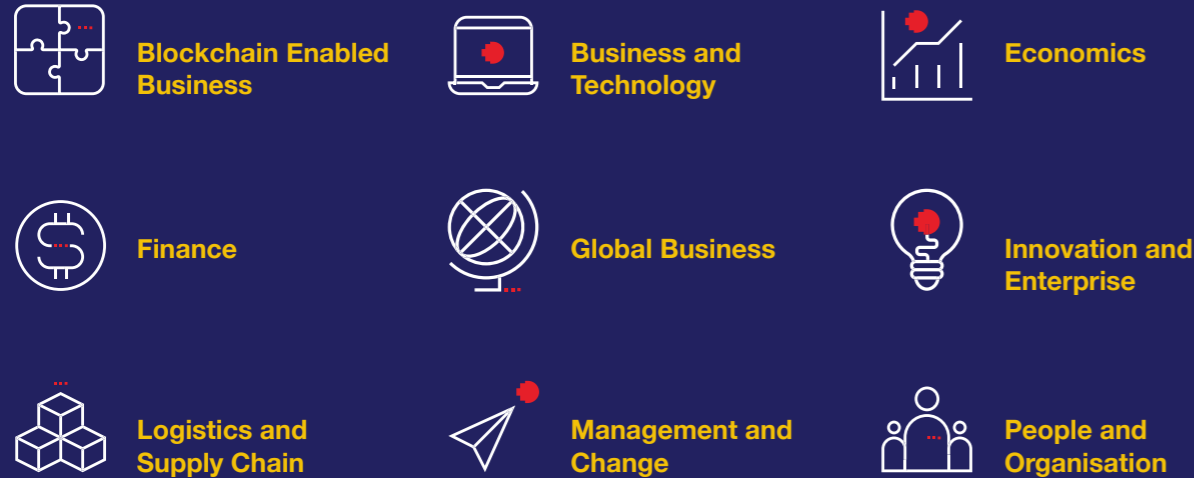 Blockchain Enabled
Business
Business and
Technology
Economics
Finance
Global Business
Innovation and
Enterprise
Logistics and
Supply Chain
Management and
Change
People and
Organisation